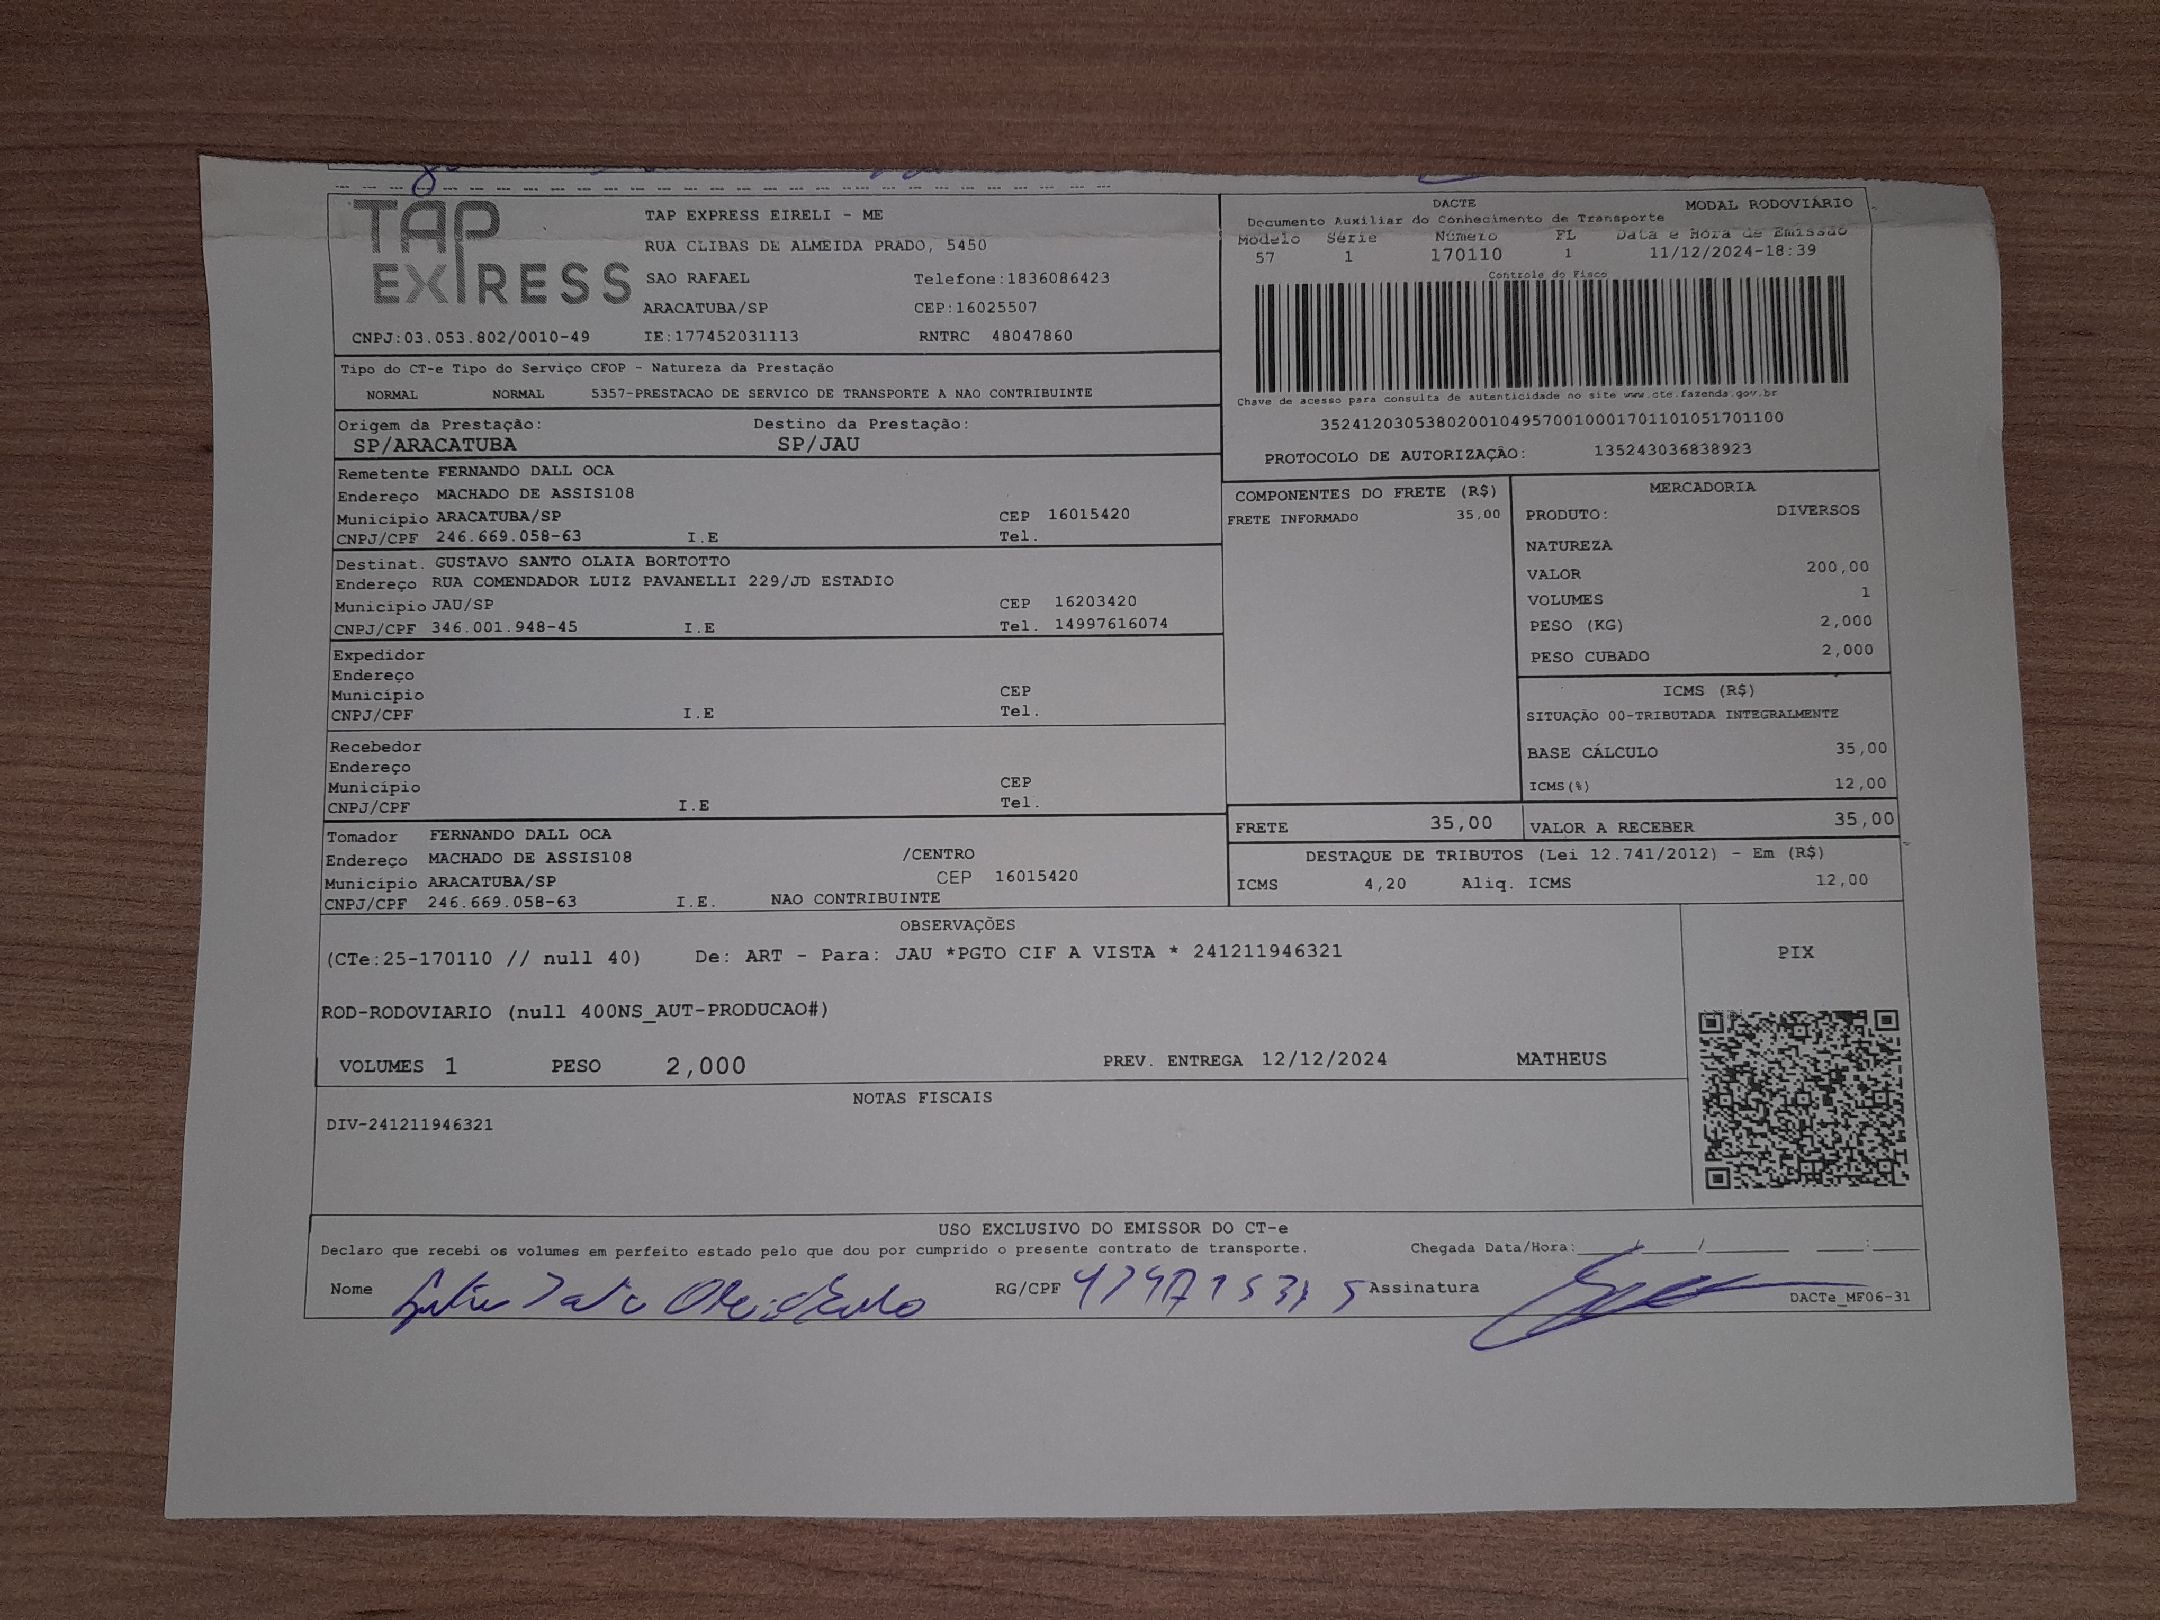 TAP EXPRESS
TAP EXPRESS EIRELI - ME
RUA CLIBAS DE ALMEIDA PRADO, 5450
SAO RAFAEL Telefone:1836086423
ARACATUBA/SP CEP:16025507
CNPJ:03.053.802/0010-49 IE:177452031113 RNTRC 48047860
DACTE MODAL RODOVIÁRIO
Documento Auxiliar do Conhecimento de Transporte
Modelo Série Número FL Data e Hora de Emissão
57 1 170110 1 11/12/2024-18:39
Controle do Fisco
Chave de acesso para consulta de autenticidade no site www.cte.fazenda.gov.br
35241203053802001049570010001701101051701100
PROTOCOLO DE AUTORIZAÇÃO: 135243036838923
Tipo do CT-e Tipo do Serviço CFOP - Natureza da Prestação
NORMAL NORMAL 5357-PRESTACAO DE SERVICO DE TRANSPORTE A NAO CONTRIBUINTE
Origem da Prestação: Destino da Prestação:
SP/ARACATUBA SP/JAU
Remetente FERNANDO DALL OCA
Endereço MACHADO DE ASSIS108
Município ARACATUBA/SP CEP 16015420
CNPJ/CPF 246.669.058-63 I.E Tel.
Destinat. GUSTAVO SANTO OLAIA BORTOTTO
Endereço RUA COMENDADOR LUIZ PAVANELLI 229/JD ESTADIO
Município JAU/SP CEP 16203420
CNPJ/CPF 346.001.948-45 I.E Tel. 14997616074
Expedidor
Endereço
Município CEP
CNPJ/CPF I.E Tel.
Recebedor
Endereço
Município CEP
CNPJ/CPF I.E Tel.
Tomador FERNANDO DALL OCA
Endereço MACHADO DE ASSIS108 /CENTRO
Município ARACATUBA/SP CEP 16015420
CNPJ/CPF 246.669.058-63 I.E. NAO CONTRIBUINTE
COMPONENTES DO FRETE (R$)
FRETE INFORMADO 35,00
MERCADORIA
PRODUTO: DIVERSOS
NATUREZA
VALOR 200,00
VOLUMES 1
PESO (KG) 2,000
PESO CUBADO 2,000
ICMS (R$)
SITUAÇÃO 00-TRIBUTADA INTEGRALMENTE
BASE CÁLCULO 35,00
ICMS(%) 12,00
FRETE 35,00 VALOR A RECEBER 35,00
DESTAQUE DE TRIBUTOS (Lei 12.741/2012) - Em (R$)
ICMS 4,20 Aliq. ICMS 12,00
OBSERVAÇÕES
(CTe:25-170110 // null 40) De: ART - Para: JAU *PGTO CIF A VISTA * 241211946321
ROD-RODOVIARIO (null 400NS_AUT-PRODUCAO#)
VOLUMES 1 PESO 2,000 PREV. ENTREGA 12/12/2024 MATHEUS
PIX
NOTAS FISCAIS
DIV-241211946321
USO EXCLUSIVO DO EMISSOR DO CT-e
Declaro que recebi os volumes em perfeito estado pelo que dou por cumprido o presente contrato de transporte. Chegada Data/Hora:____/____/______ ___:___
Nome RG/CPF Assinatura
DACTe_MF06-31